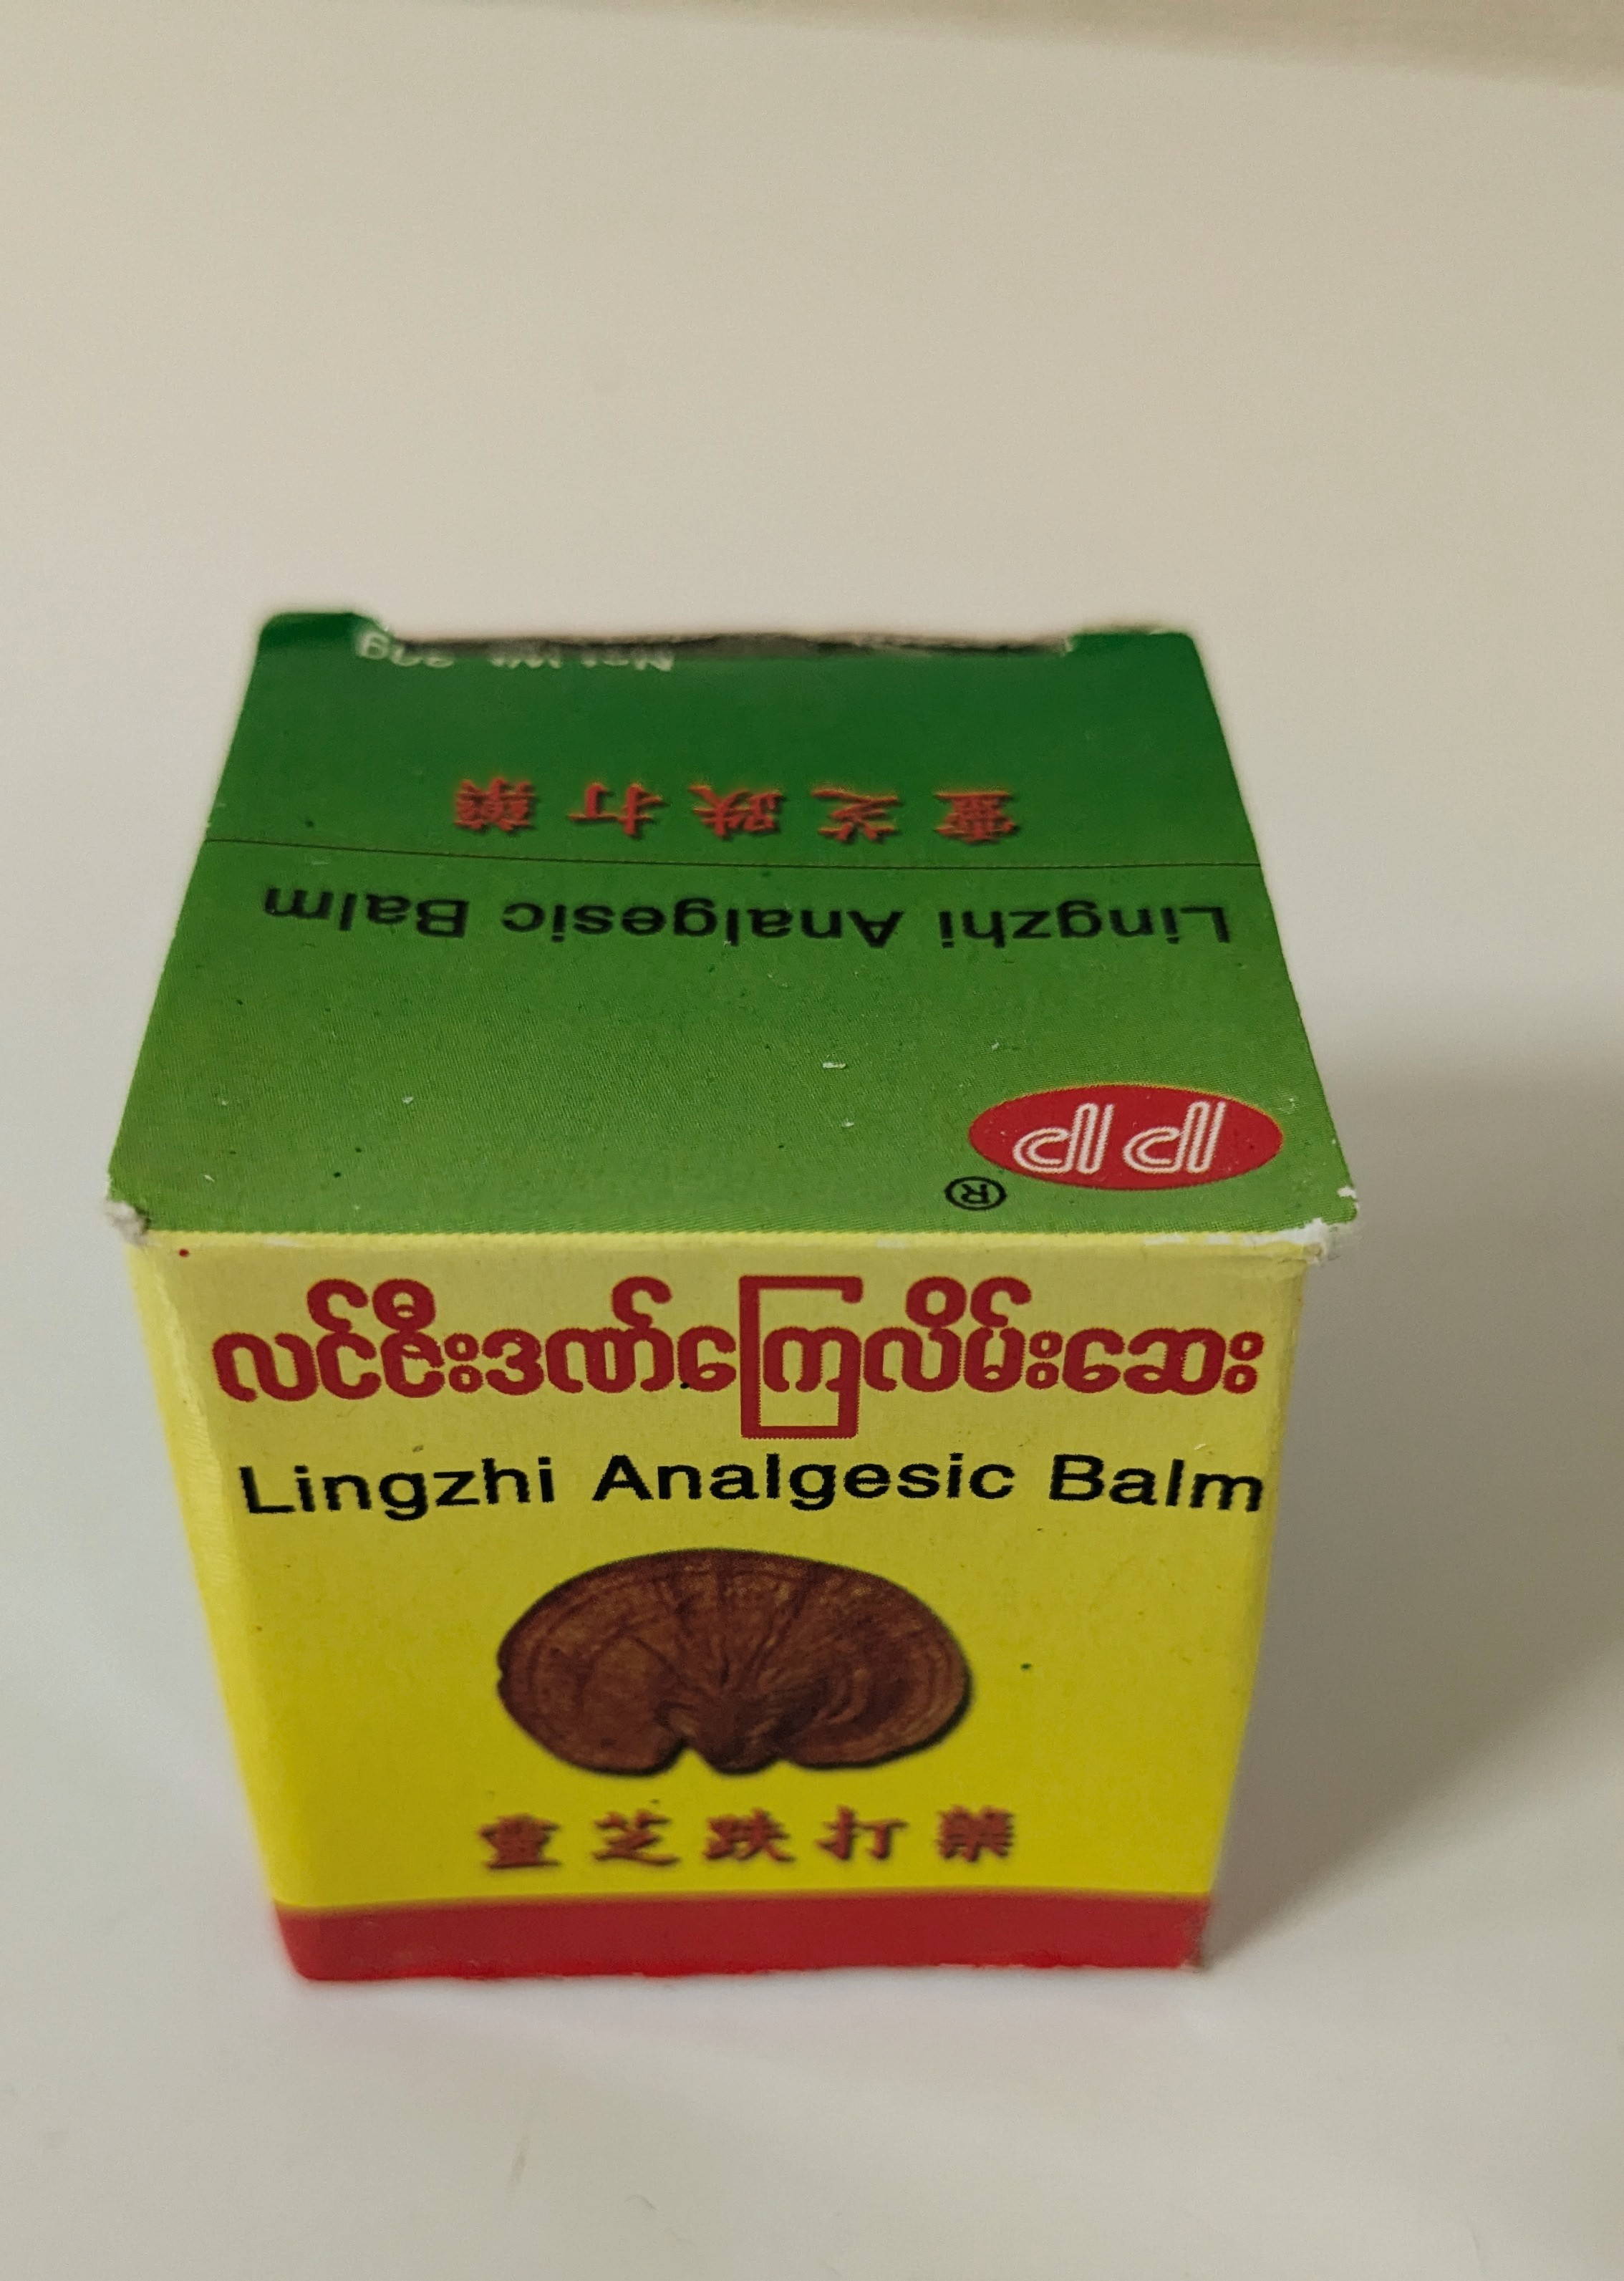 Net Wt. 30g
靈芝跌打藥
Lingzhi Analgesic Balm
PP
®
လင်ဇီးဒဏ်ကြေလိမ်းဆေး
Lingzhi Analgesic Balm
靈芝跌打藥